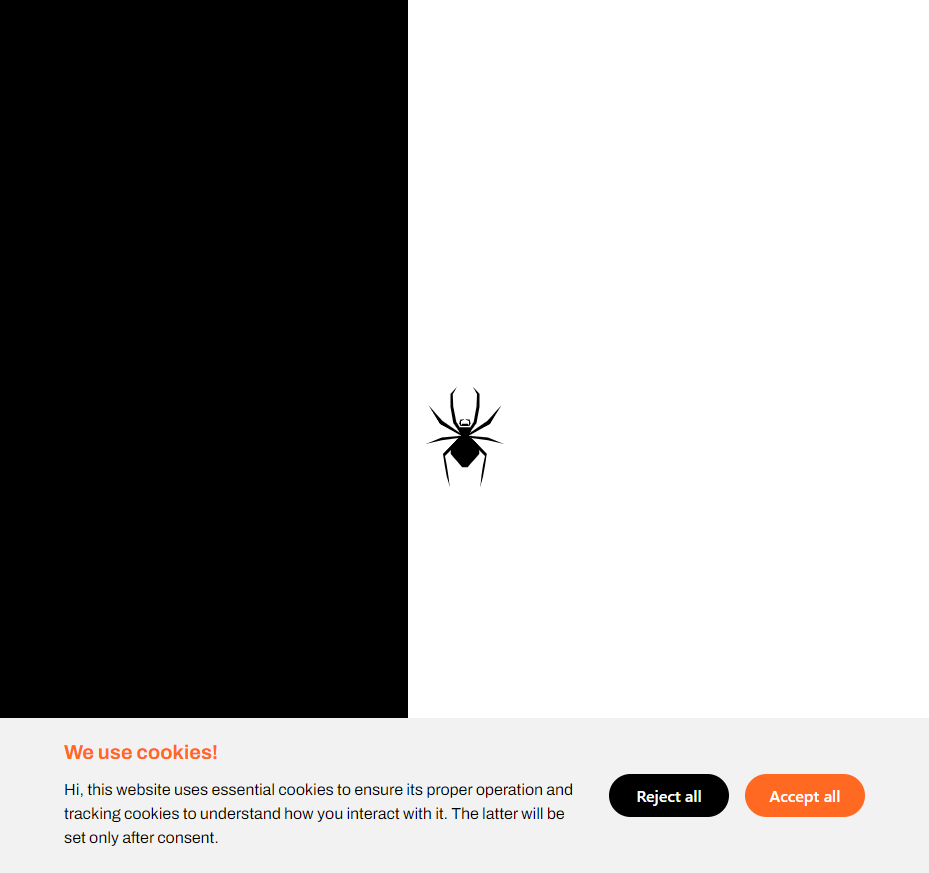 We use cookies!
Hi, this website uses essential cookies to ensure its proper operation and
tracking cookies to understand how you interact with it. The latter will be
set only after consent.
Reject all
Accept all